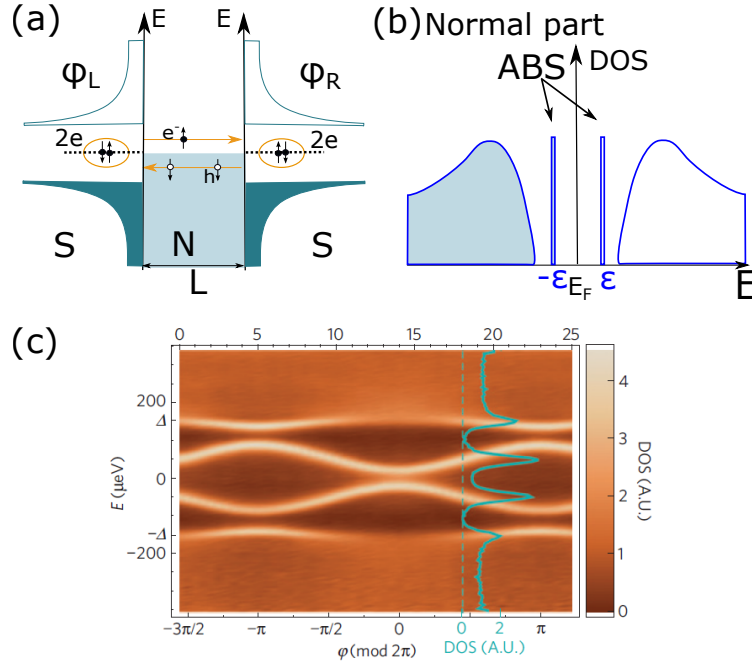 (a)
E
E
φL
φR
2e
e-
2e
h
S
N
S
L
(b)
Normal part
ABS
DOS
-ε
EF
ε
E
(c)
0
5
10
15
20
25
200
Δ
0
−Δ
−200
E (μeV)
−3π/2
−π
−π/2
0
0
2
π
φ (mod 2π)
DOS (A.U.)
4
3
2
1
0
DOS (A.U.)